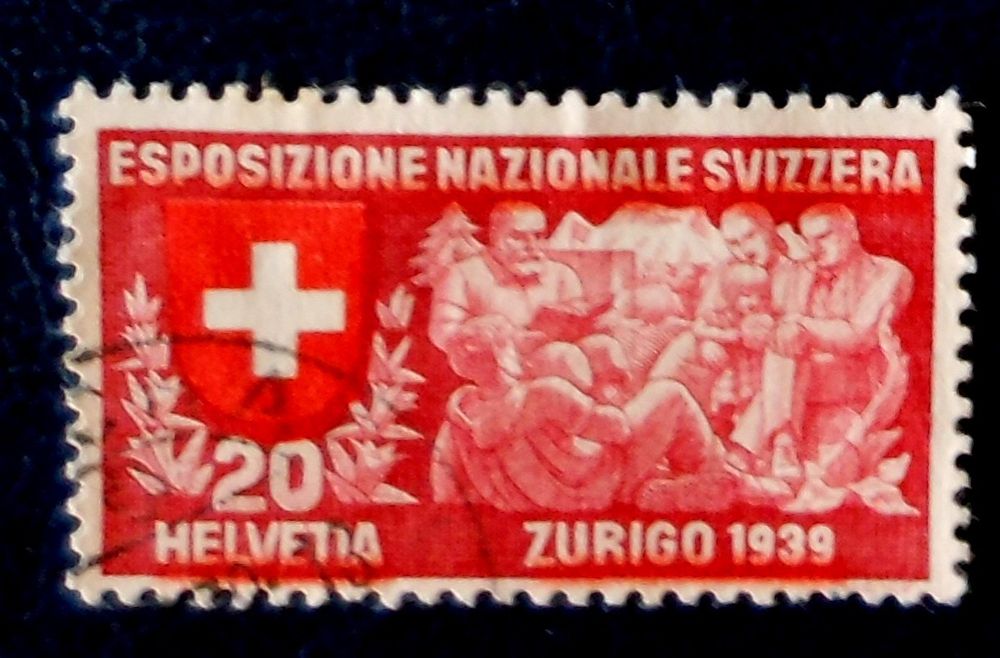 ESPOSIZIONE NAZIONALE SVIZZERA
20
HELVETIA
ZURIGO 1939